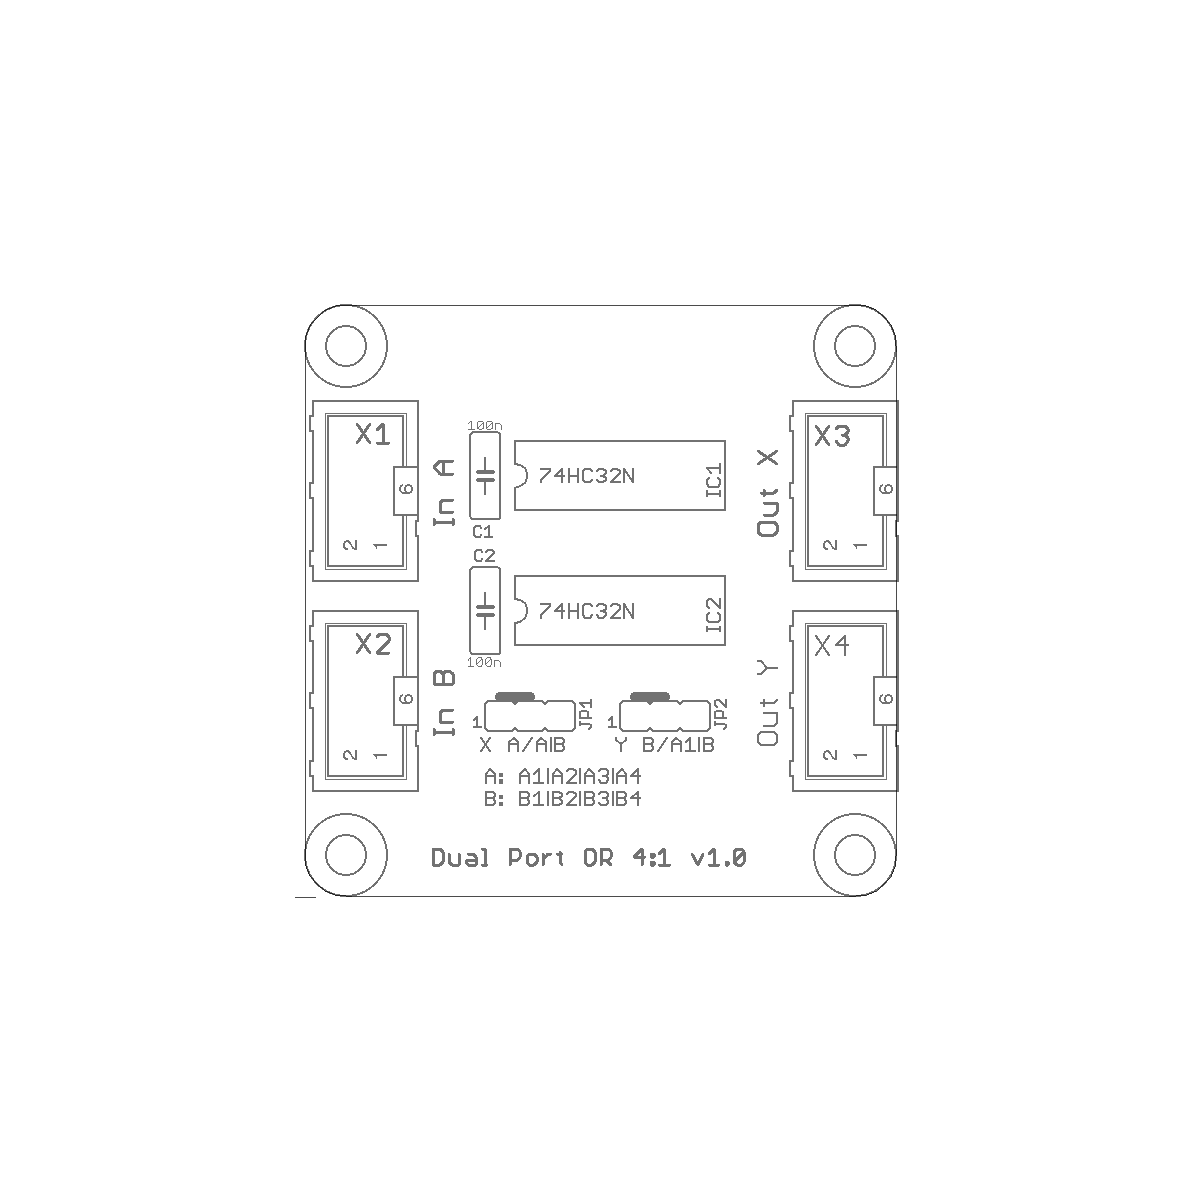 X1
6
2 1
In A
100n
C1
74HC32N
IC1
Out X
X3
6
2 1
C2
100n
74HC32N
IC2
X2
6
2 1
In B
1
JP1
X A/A|B
1
JP2
Y B/A1|B
Out Y
X4
6
2 1
A: A1|A2|A3|A4
B: B1|B2|B3|B4
Dual Port OR 4:1 v1.0